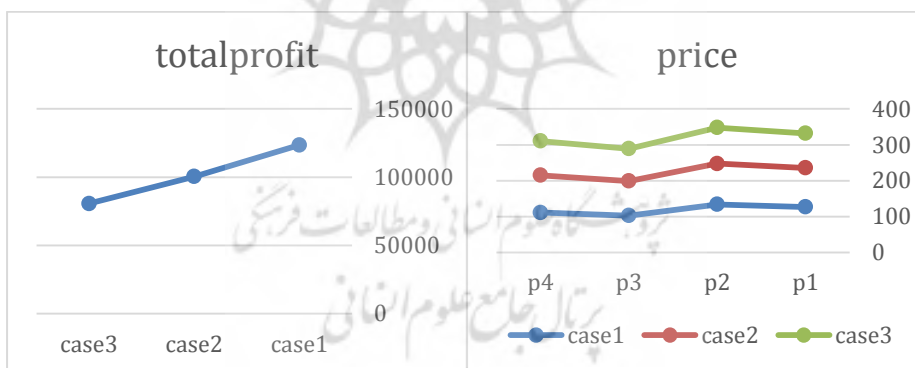 totalprofit
150000
100000
50000
0
case3 case2 case1
price
400
300
200
100
0
p4 p3 p2 p1
case1 case2 case3
پژوهشگاه علوم انسانی و مطالعات فرهنگی
پرتال جامع علوم انسانی